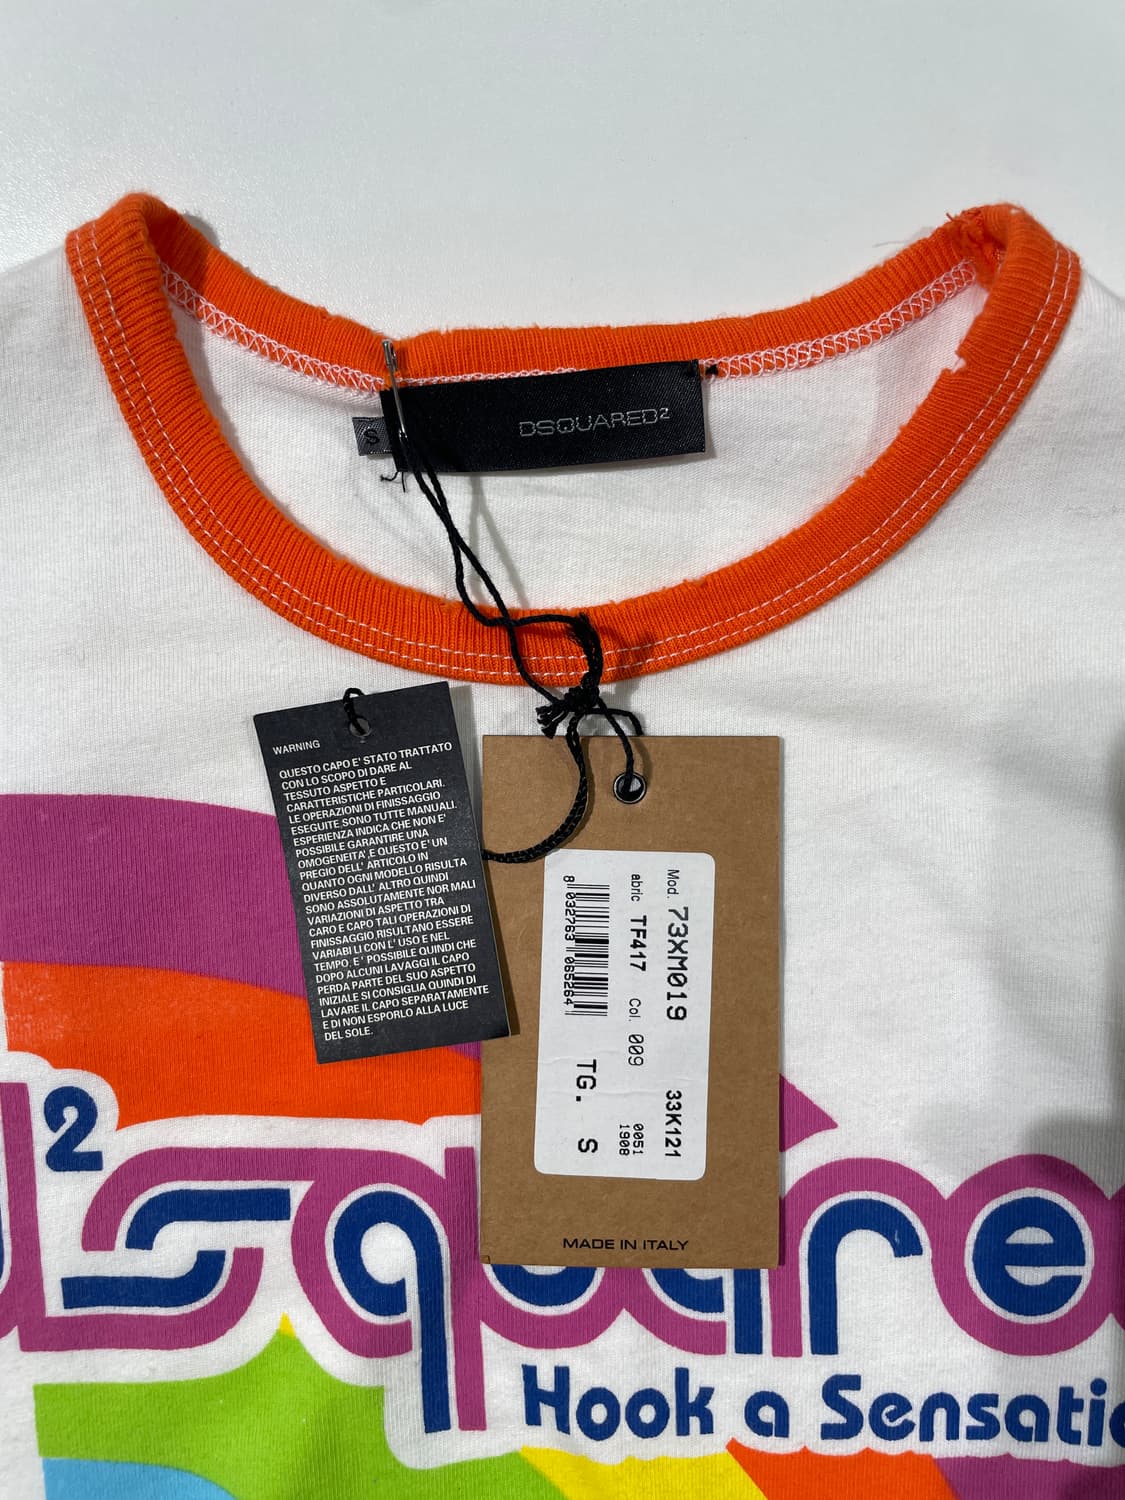 DSQUARED2
S
WARNING
QUESTO CAPO E' STATO TRATTATO
CON LO SCOPO DI DARE AL
TESSUTO ASPETTO E
CARATTERISTICHE PARTICOLARI.
LE OPERAZIONI DI FINISSAGGIO
ESEGUITE SONO TUTTE MANUALI.
ESPERIENZA INDICA CHE NON E'
POSSIBILE GARANTIRE UNA
OMOGENEITA', E QUESTO E' UN
PREGIO DELL' ARTICOLO IN
QUANTO OGNI MODELLO RISULTA
DIVERSO DALL' ALTRO QUINDI
SONO ASSOLUTAMENTE NOR MALI
VARIAZIONI DI ASPETTO TRA
CARO E CAPO TALI OPERAZIONI DI
FINISSAGGIO RISULTANO ESSERE
VARIABI LI CON L' USO E NEL
TEMPO, E' POSSIBILE QUINDI CHE
DOPO ALCUNI LAVAGGI IL CAPO
PERDA PARTE DEL SUO ASPETTO
INIZIALE SI CONSIGLIA QUINDI DI
LAVARE IL CAPO SEPARATAMENTE
E DI NON ESPORLO ALLA LUCE
DEL SOLE.
Mod. 73XM019 33K121
abric TF417 Col. 009 0051
1908
8 032763 065264 TG. S
MADE IN ITALY
2
dsquare
Hook a Sensatio